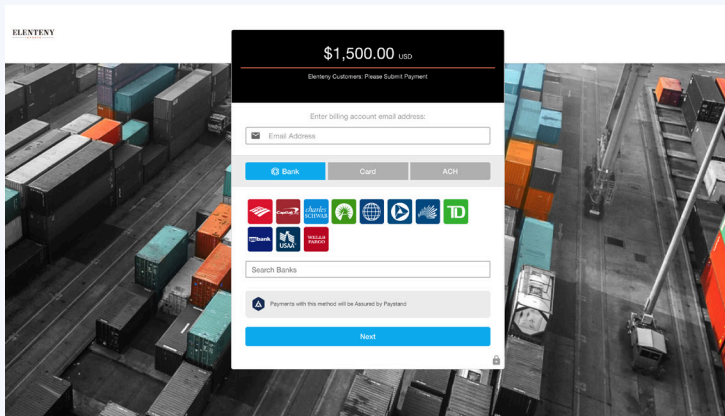 ELENTENY
$1,500.00 USD
Elenteny Customers: Please Submit Payment
Enter billing account email address:
Email Address
Bank
Card
ACH
Capital One
charles SCHWAB
TD
usbank
USAA
WELLS FARGO
Search Banks
Payments with this method will be Assured by Paystand
Next